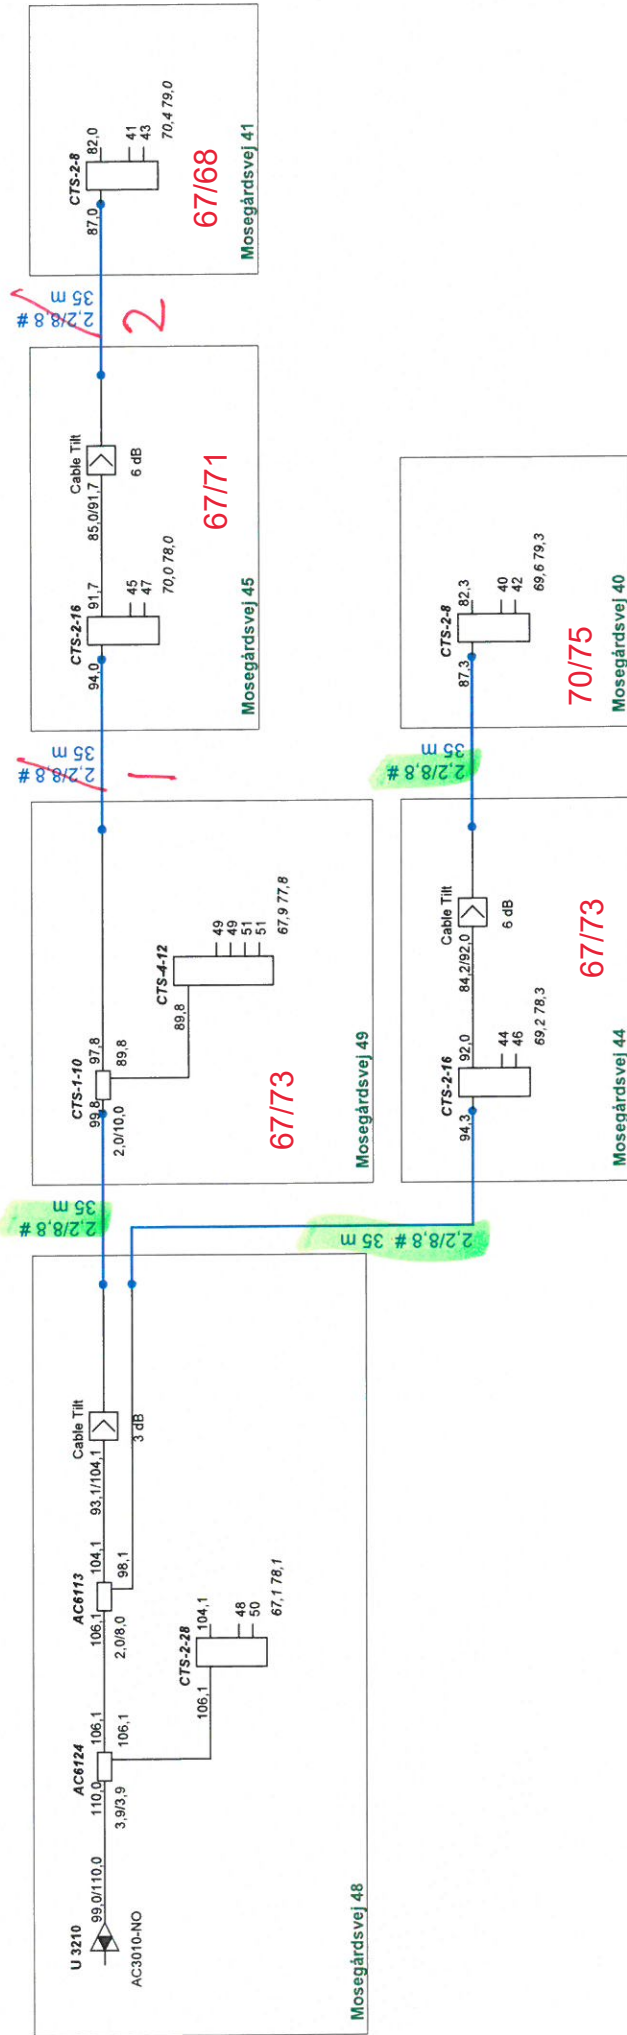 U 3210
99,0/110,0
AC3010-NO
AC6124
110,0
106,1
3,9/3,9
106,1
AC6113
106,1
104,1
2,0/8,0
98,1
Cable Tilt
93,1/104,1
3 dB
CTS-2-28
106,1
104,1
48
50
67,1 78,1
Mosegårdsvej 48
2,2/8,8 #
35 m
CTS-1-10
99,8
97,8
2,0/10,0
89,8
CTS-4-12
89,8
49
49
51
51
67,9 77,8
67/73
Mosegårdsvej 49
2,2/8,8 #
35 m
1
CTS-2-16
94,0
91,7
45
47
70,0 78,0
Cable Tilt
85,0/91,7
6 dB
67/71
Mosegårdsvej 45
2,2/8,8 #
35 m
2
CTS-2-8
87,0
82,0
41
43
70,4 79,0
67/68
Mosegårdsvej 41
2,2/8,8 # 35 m
CTS-2-16
94,3
92,0
44
46
69,2 78,3
Cable Tilt
84,2/92,0
6 dB
67/73
Mosegårdsvej 44
2,2/8,8 #
35 m
CTS-2-8
87,3
82,3
40
42
69,6 79,3
70/75
Mosegårdsvej 40